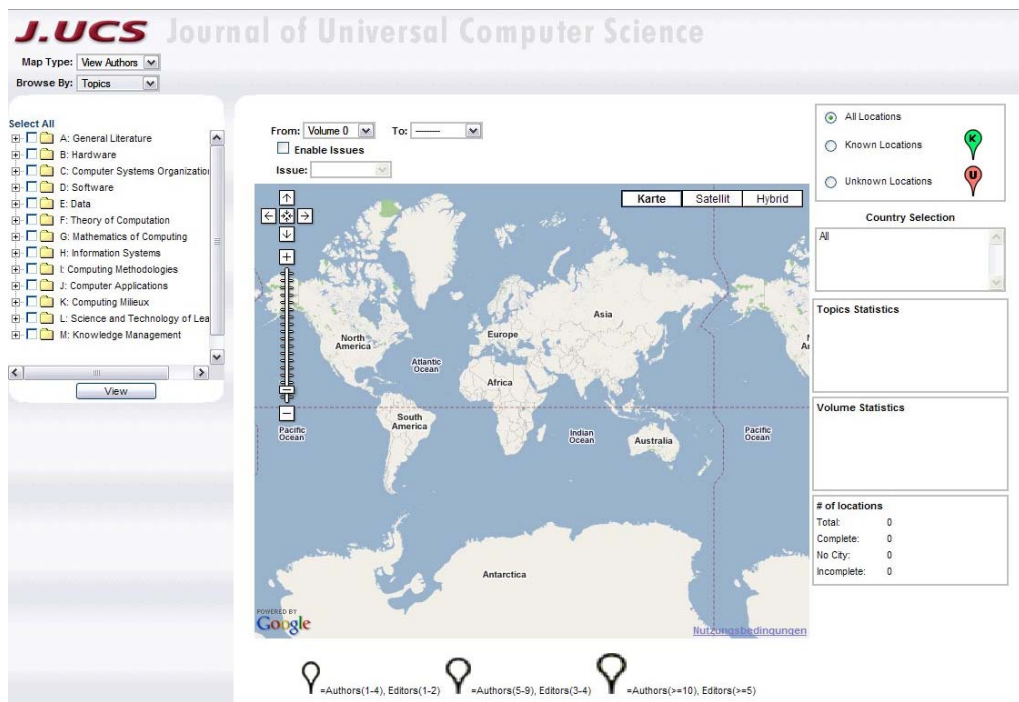 J.UCS Journal of Universal Computer Science
Map Type: View Authors
Browse By: Topics
Select All
A: General Literature
B: Hardware
C: Computer Systems Organization
D: Software
E: Data
F: Theory of Computation
G: Mathematics of Computing
H: Information Systems
I: Computing Methodologies
J: Computer Applications
K: Computing Milieux
L: Science and Technology of Lea
M: Knowledge Management
View
From: Volume 0 To: -------
Enable Issues
Issue:
Karte Satellit Hybrid
Asia
North
America
Europe
Atlantic
Ocean
Africa
South
America
Pacific
Ocean
Indian
Ocean
Australia
Pacific
Ocean
Antarctica
POWERED BY
Google
Nutzungsbedingungen
=Authors(1-4), Editors(1-2) =Authors(5-9), Editors(3-4) =Authors(>=10), Editors(>=5)
All Locations
Known Locations K
Unknown Locations U
Country Selection
All
Topics Statistics
Volume Statistics
# of locations
Total: 0
Complete: 0
No City: 0
Incomplete: 0